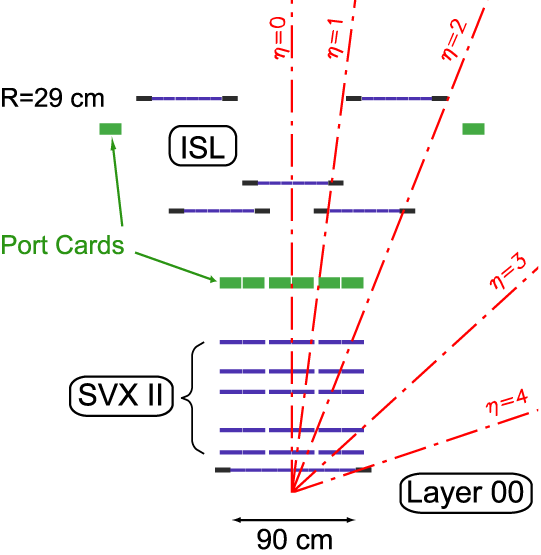 η=0
η=1
η=2
R=29 cm
ISL
Port Cards
η=3
SVX II
η=4
Layer 00
90 cm